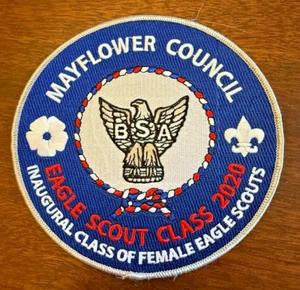 MAYFLOWER COUNCIL
BSA
EAGLE SCOUT CLASS 2020
INAUGURAL CLASS OF FEMALE EAGLE SCOUTS